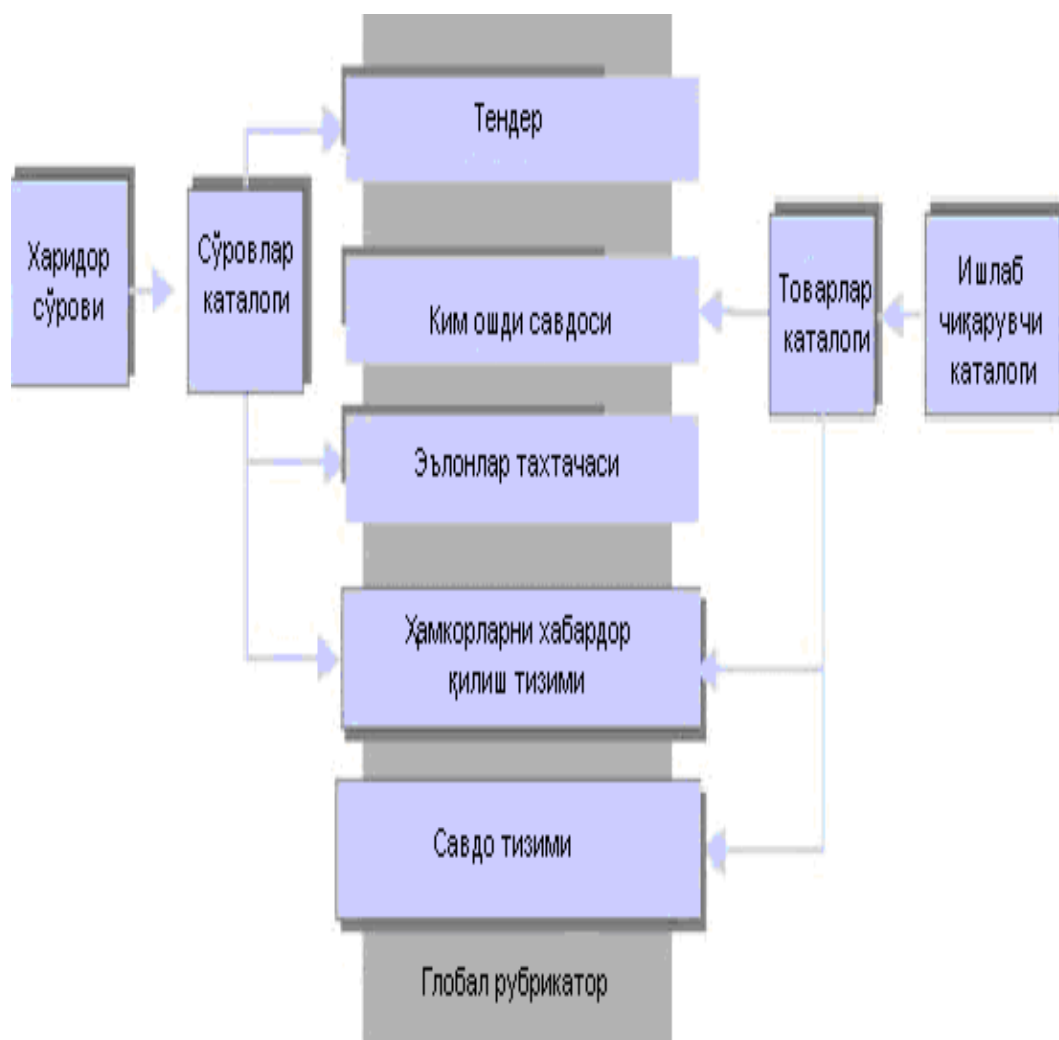 Тендер
Харидор
сўрови
Сўровлар
каталоги
Ким ошди савдоси
Товарлар
каталоги
Ишлаб
чиқарувчи
каталоги
Эълонлар тахтачаси
Ҳамкорларни хабардор
қилиш тизими
Савдо тизими
Глобал рубрикатор